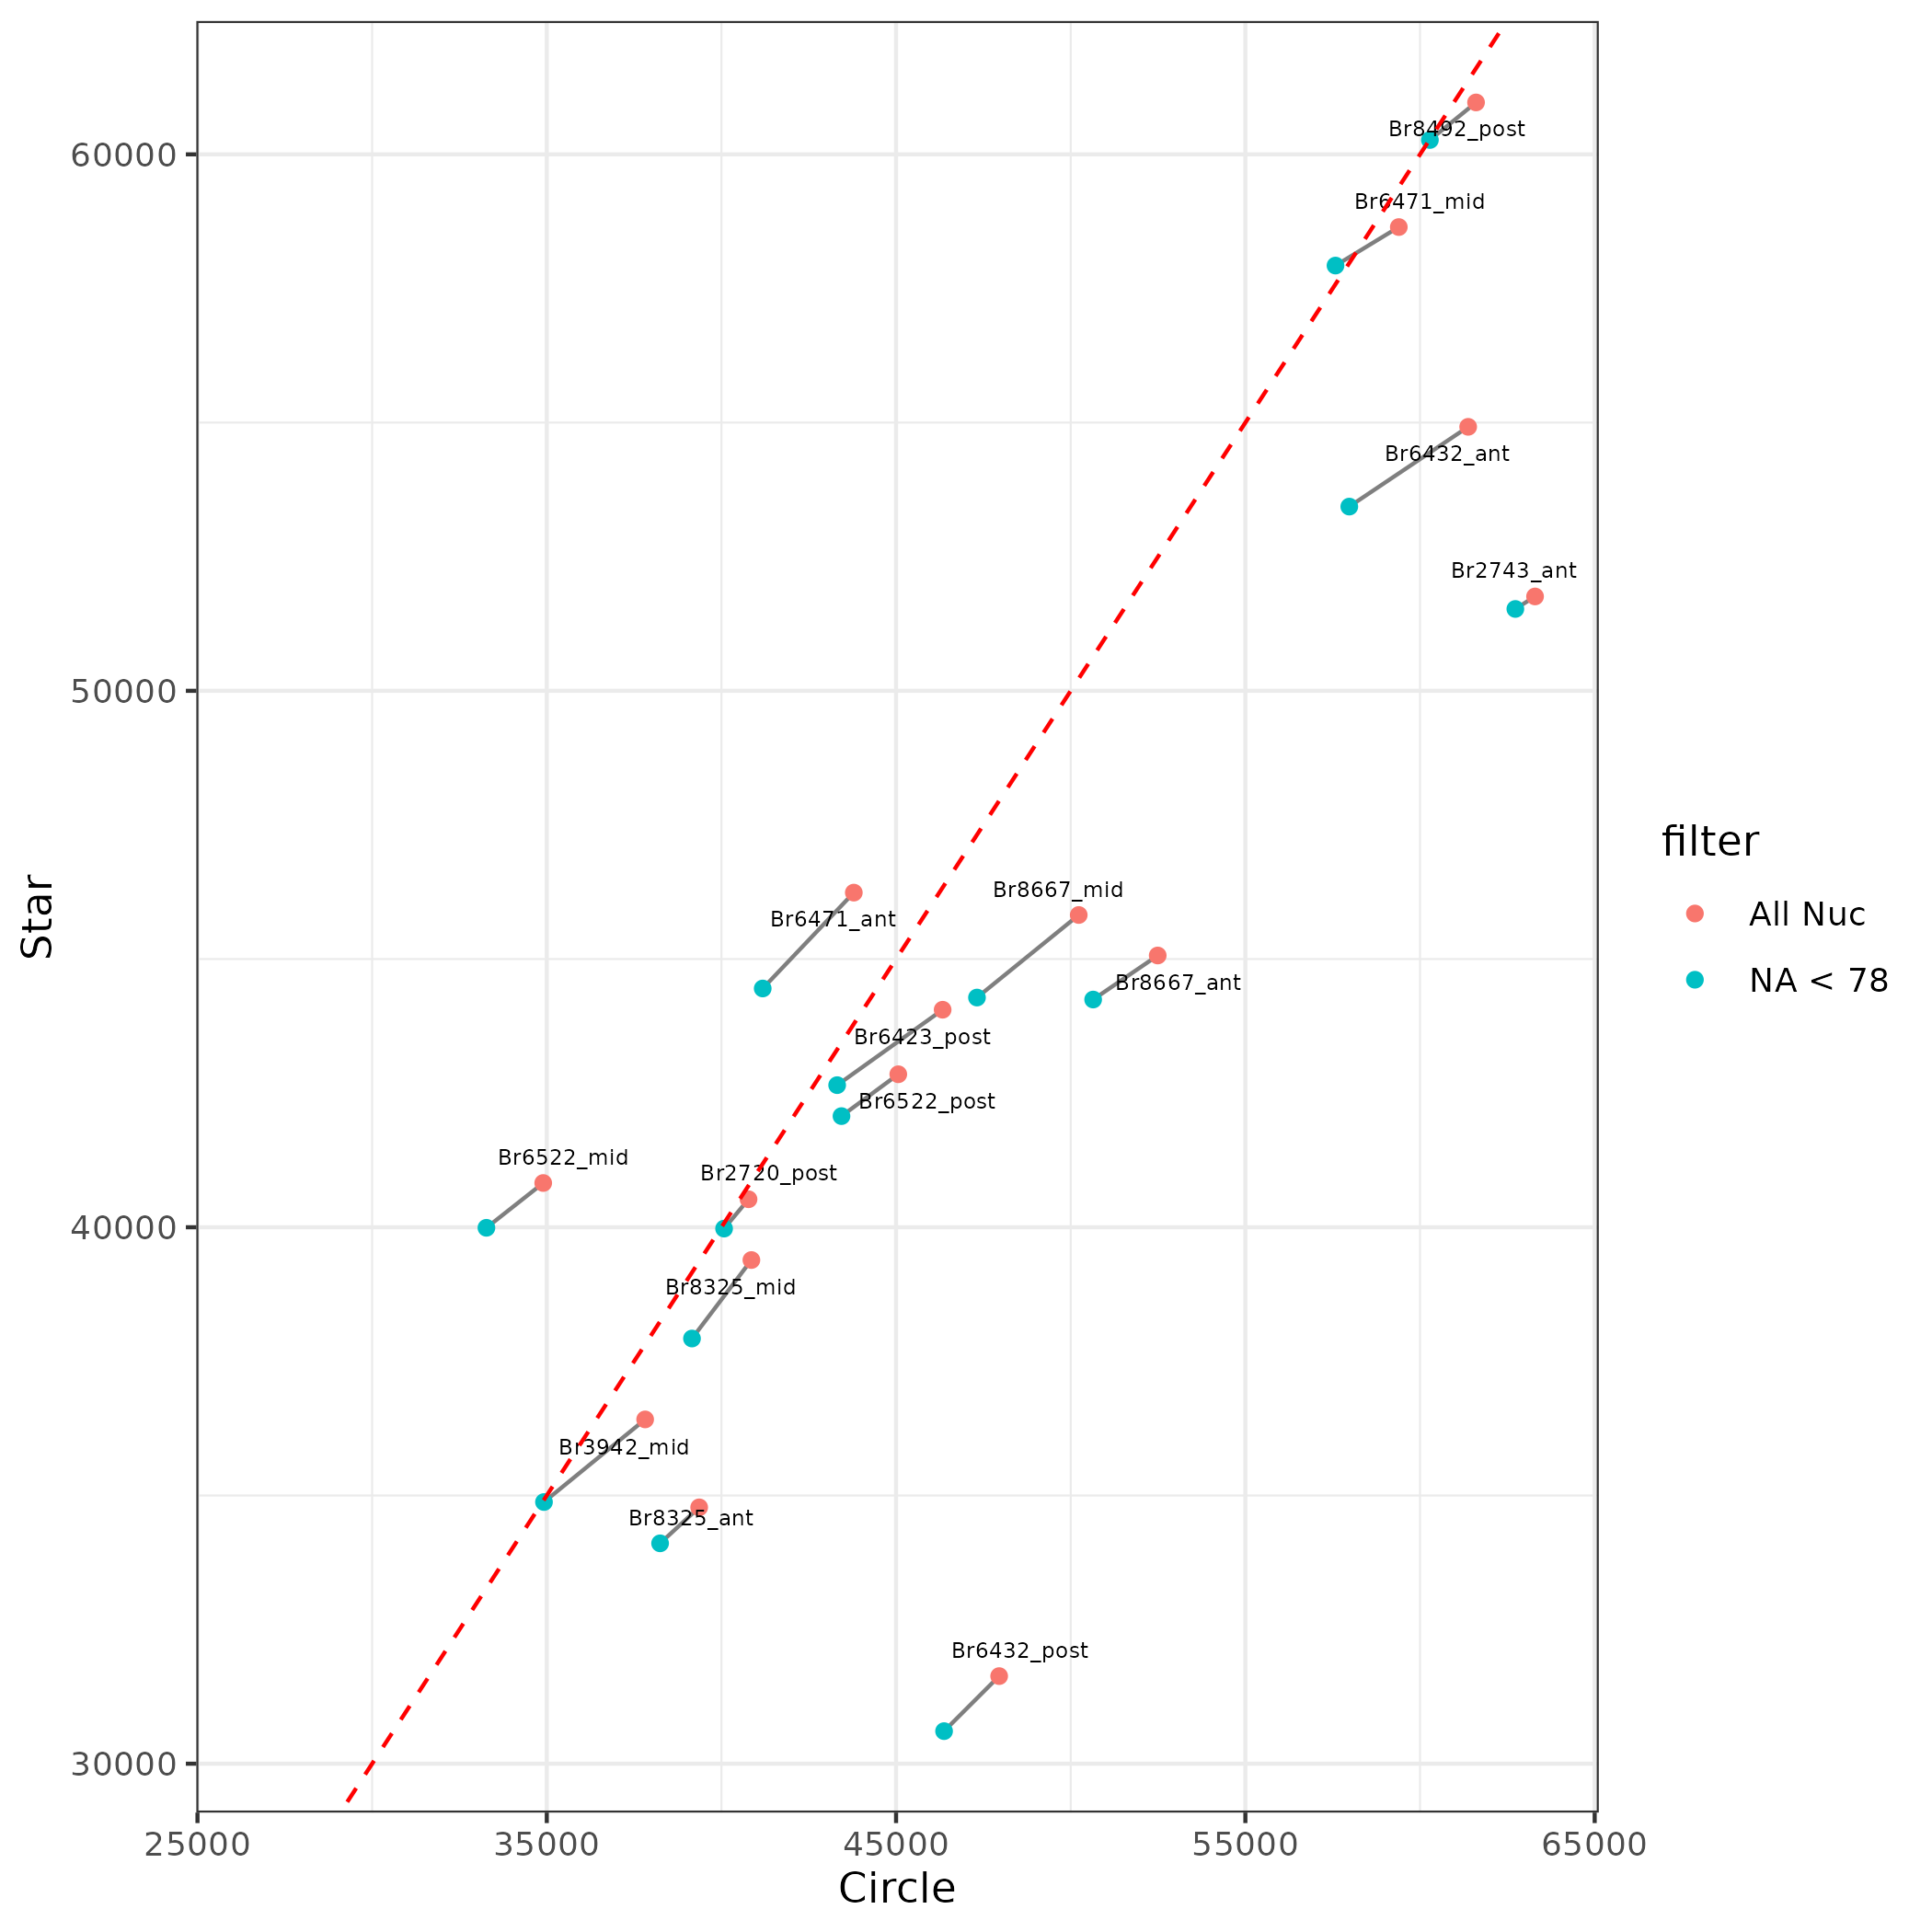 60000
50000
40000
30000
Star
Br8492_post
Br6471_mid
Br6432_ant
Br2743_ant
Br6471_ant
Br8667_mid
Br8667_ant
Br6423_post
Br6522_post
Br6522_mid
Br2720_post
Br8325_mid
Br3942_mid
Br8325_ant
Br6432_post
25000 35000 45000 55000 65000
Circle
filter
All Nuc
NA < 78